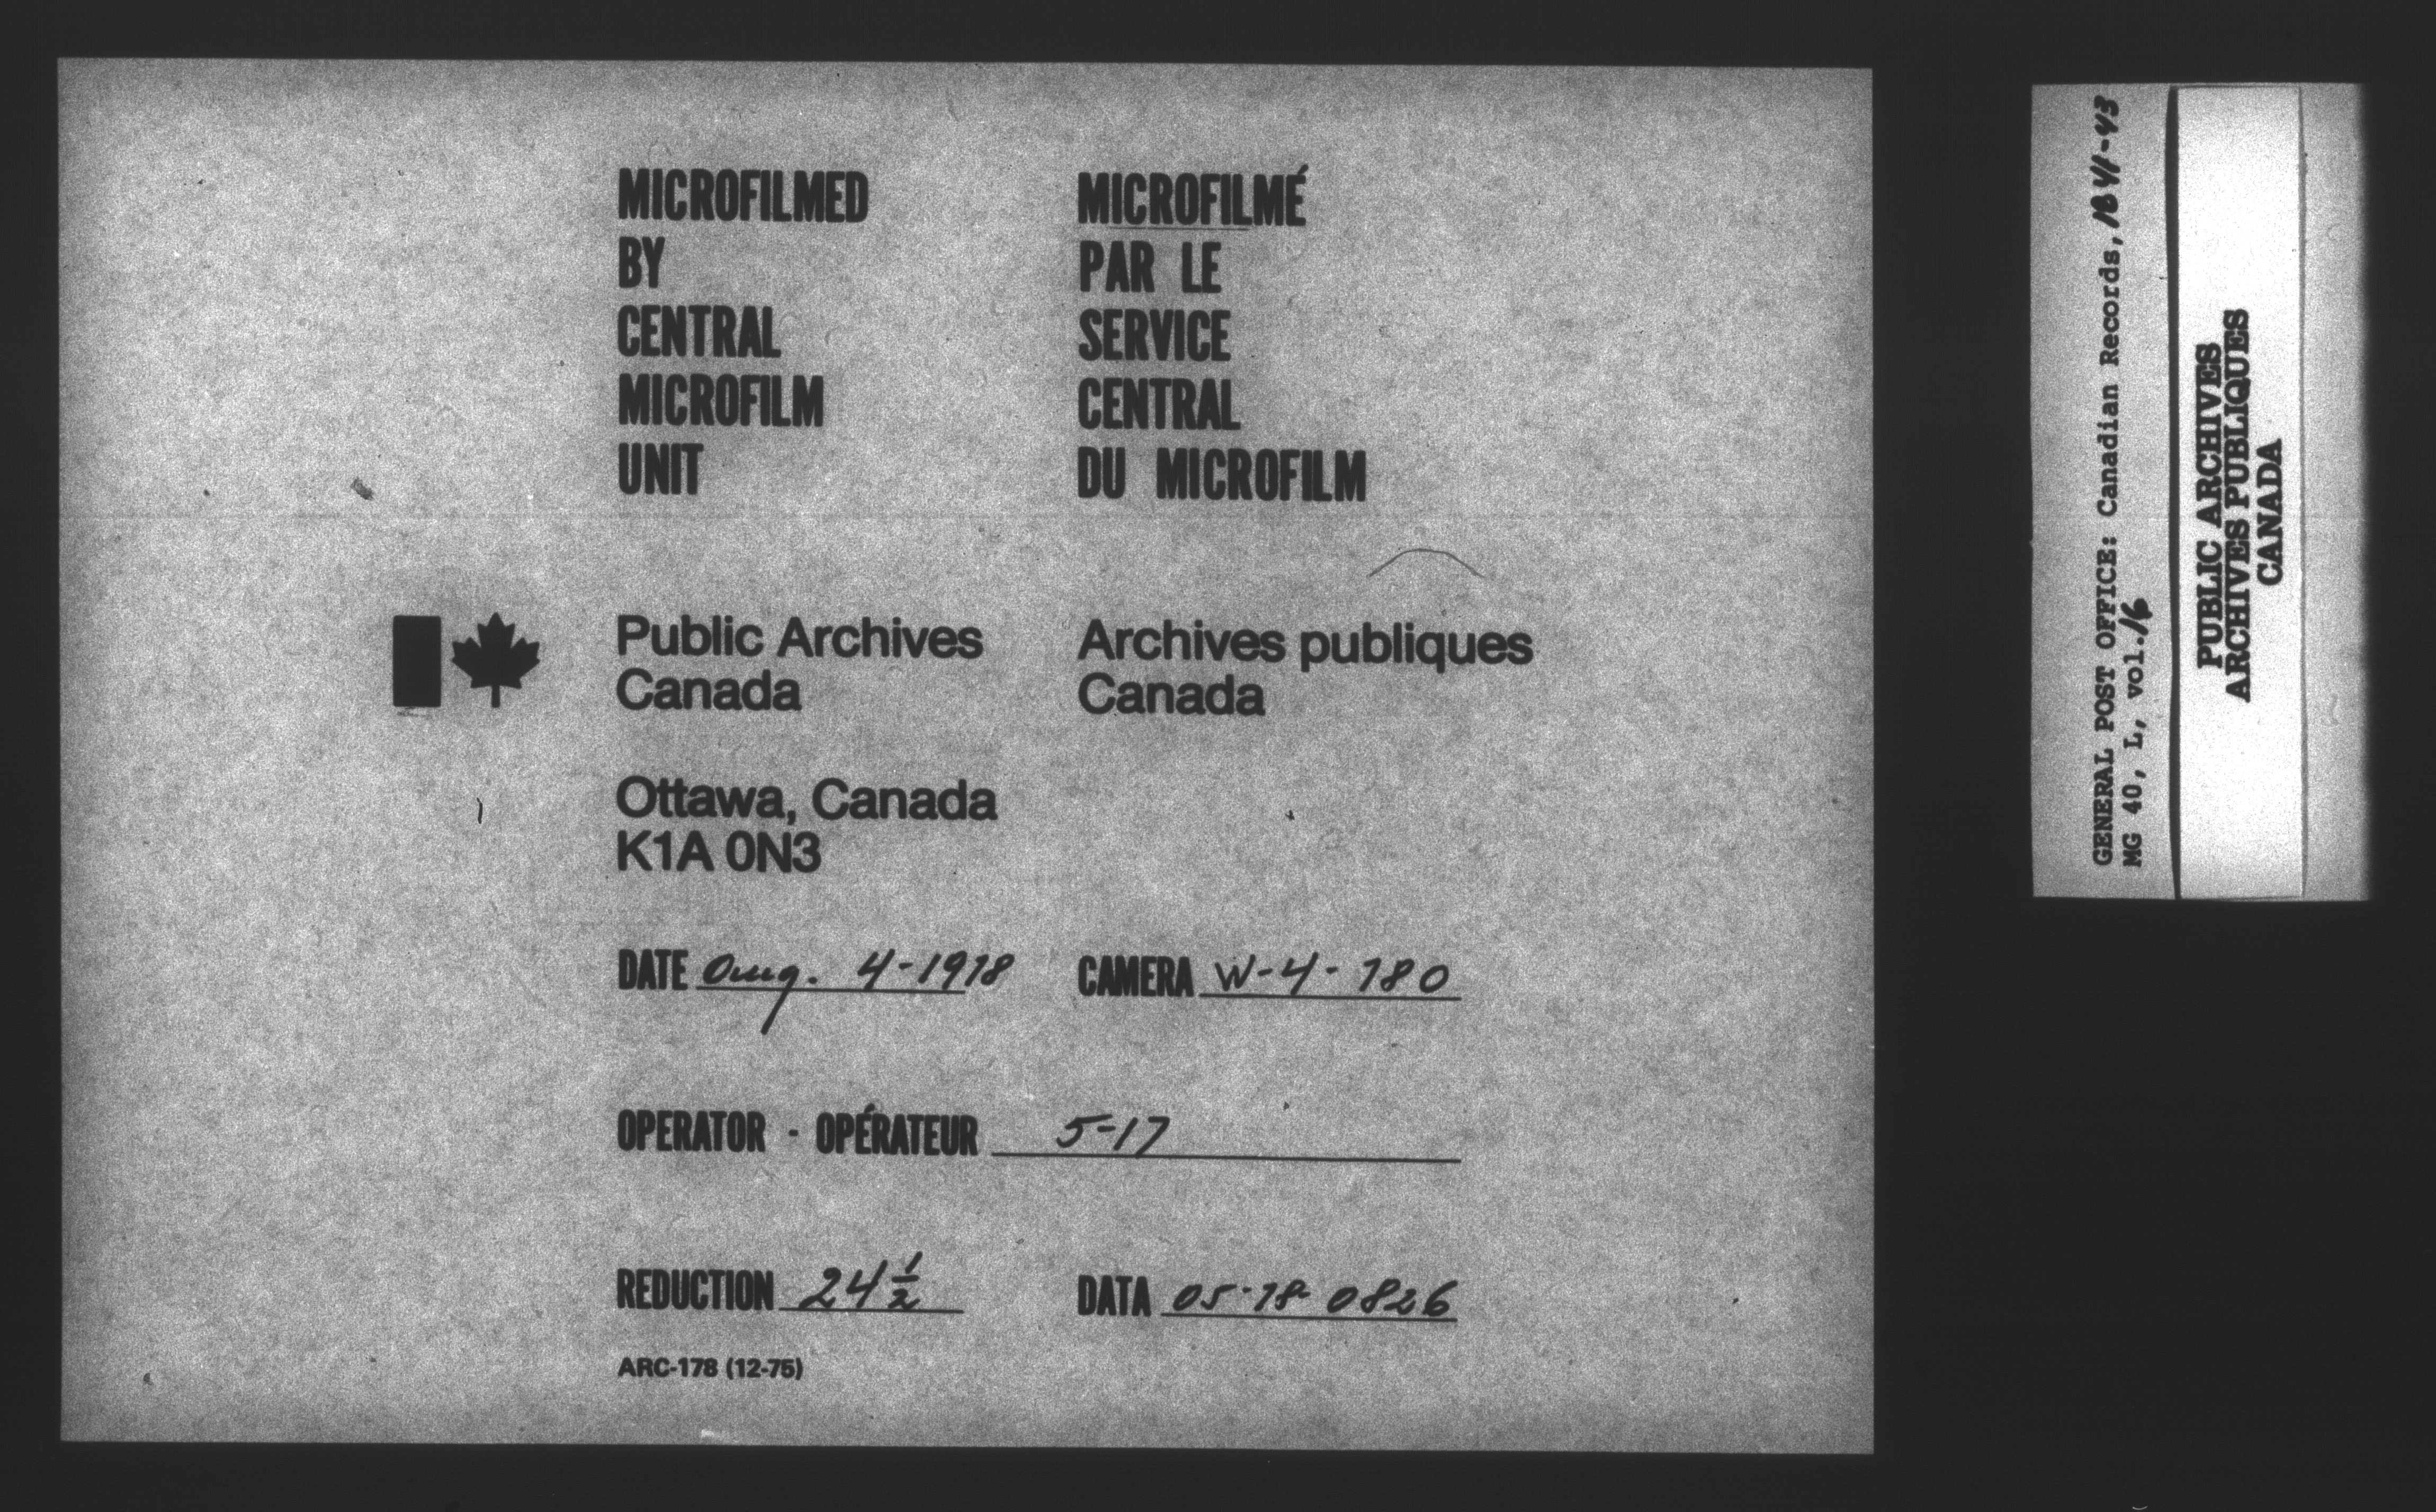 MICROFILMED
BY
CENTRAL
MICROFILM
UNIT
MICROFILMÉ
PAR LE
SERVICE
CENTRAL
DU MICROFILM
Public Archives
Canada
Archives publiques
Canada
Ottawa, Canada
K1A 0N3
DATE Aug. 4-1978
CAMERA W-4-780
OPERATOR - OPÉRATEUR 5-17
REDUCTION 24 1/2
DATA 05-78-0826
ARC-178 (12-75)
GENERAL POST OFFICE: Canadian Records, 1841-43
MG 40, L, vol. 16
PUBLIC ARCHIVES
ARCHIVES PUBLIQUES
CANADA